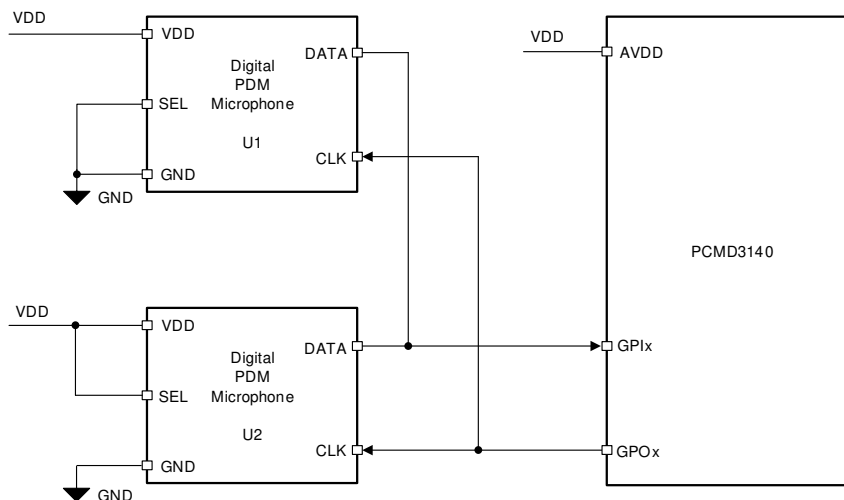 VDD
VDD
DATA
Digital
PDM
Microphone
SEL
U1
CLK
GND
GND
VDD
AVDD
PCMD3140
VDD
VDD
DATA
Digital
PDM
Microphone
SEL
U2
CLK
GND
GND
GPIx
GPOx